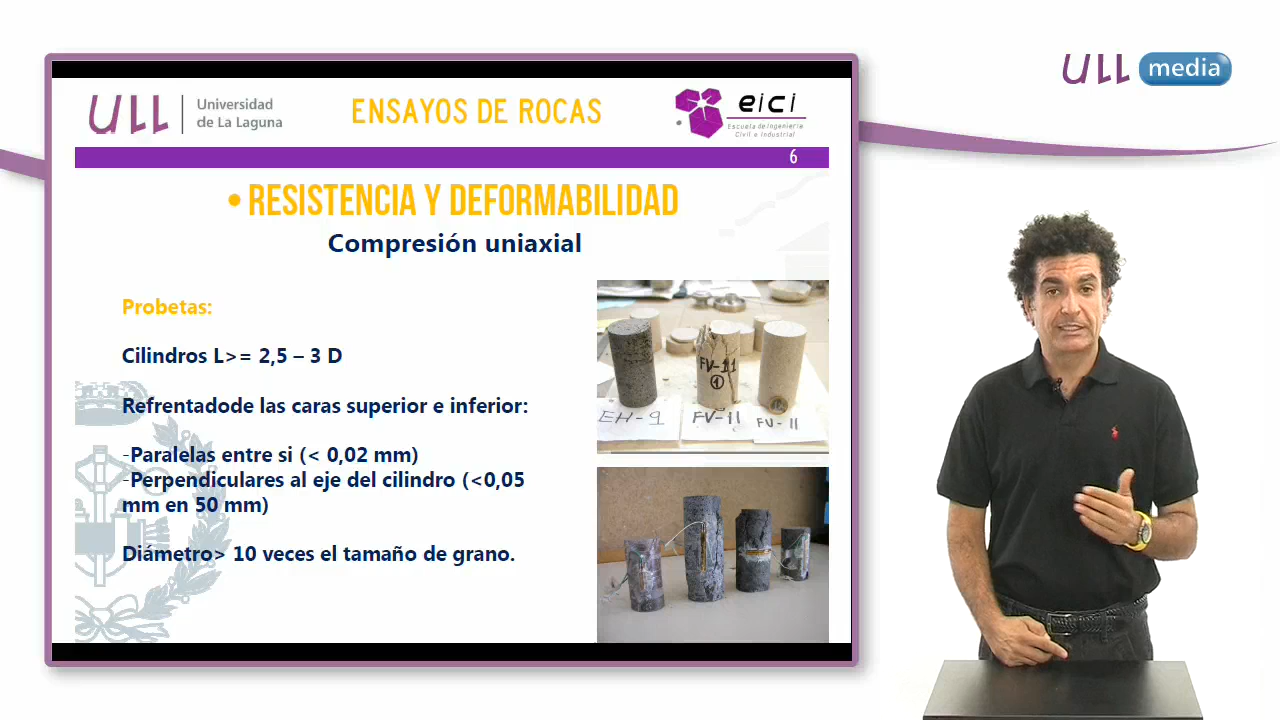 ULL
Universidad
de La Laguna
ENSAYOS DE ROCAS
eici
Escuela de Ingeniería
Civil e Industrial
6
• RESISTENCIA Y DEFORMABILIDAD
Compresión uniaxial
Probetas:
Cilindros L>= 2,5 – 3 D
Refrentadode las caras superior e inferior:
-Paralelas entre si (< 0,02 mm)
-Perpendiculares al eje del cilindro (<0,05
mm en 50 mm)
Diámetro> 10 veces el tamaño de grano.
FV-11
1
EH-9
FV-11
FV-11
ULL media